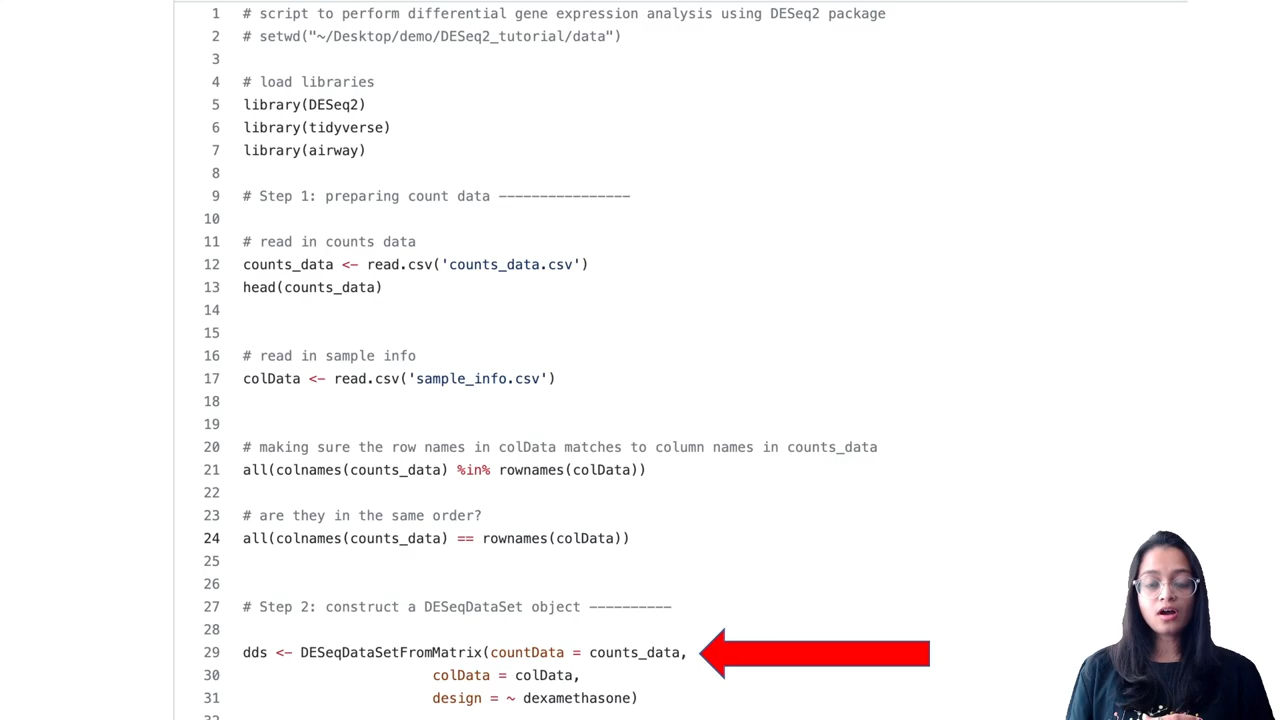 1 # script to perform differential gene expression analysis using DESeq2 package
2 # setwd("~/Desktop/demo/DESeq2_tutorial/data")
3
4 # load libraries
5 library(DESeq2)
6 library(tidyverse)
7 library(airway)
8
9 # Step 1: preparing count data ----------------
10
11 # read in counts data
12 counts_data <- read.csv('counts_data.csv')
13 head(counts_data)
14
15
16 # read in sample info
17 colData <- read.csv('sample_info.csv')
18
19
20 # making sure the row names in colData matches to column names in counts_data
21 all(colnames(counts_data) %in% rownames(colData))
22
23 # are they in the same order?
24 all(colnames(counts_data) == rownames(colData))
25
26
27 # Step 2: construct a DESeqDataSet object ----------
28
29 dds <- DESeqDataSetFromMatrix(countData = counts_data,
30 colData = colData,
31 design = ~ dexamethasone)